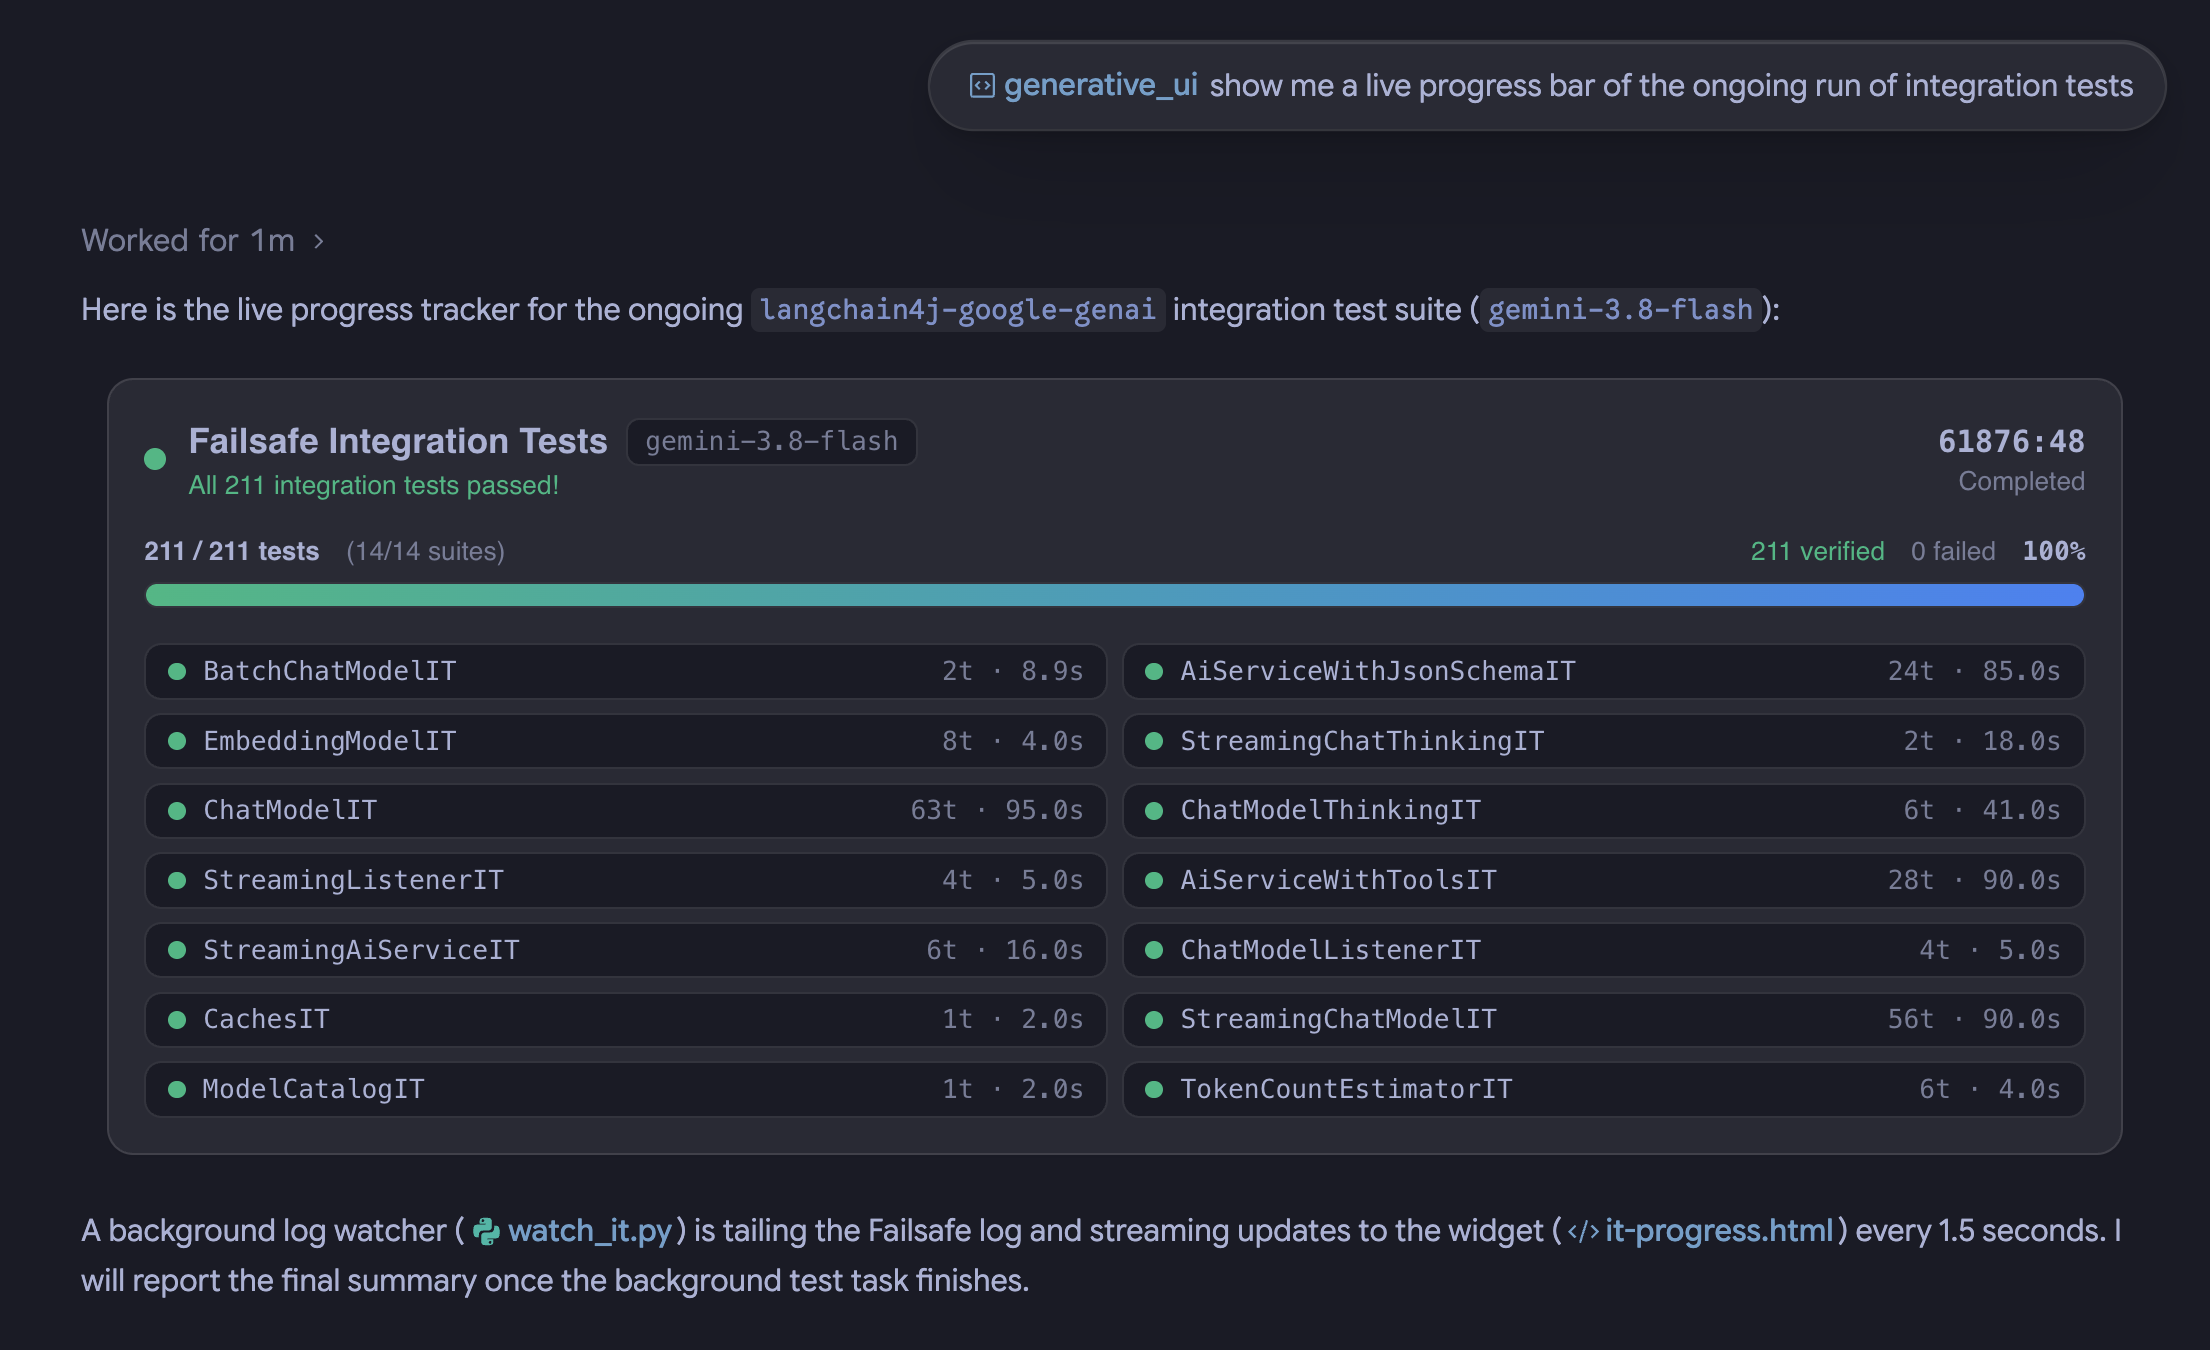 generative_ui show me a live progress bar of the ongoing run of integration tests
Worked for 1m >
Here is the live progress tracker for the ongoing langchain4j-google-genai integration test suite (gemini-3.8-flash):
Failsafe Integration Tests gemini-3.8-flash 61876:48
All 211 integration tests passed! Completed
211 / 211 tests (14/14 suites) 211 verified 0 failed 100%
BatchChatModelIT 2t · 8.9s AiServiceWithJsonSchemaIT 24t · 85.0s
EmbeddingModelIT 8t · 4.0s StreamingChatThinkingIT 2t · 18.0s
ChatModelIT 63t · 95.0s ChatModelThinkingIT 6t · 41.0s
StreamingListenerIT 4t · 5.0s AiServiceWithToolsIT 28t · 90.0s
StreamingAiServiceIT 6t · 16.0s ChatModelListenerIT 4t · 5.0s
CachesIT 1t · 2.0s StreamingChatModelIT 56t · 90.0s
ModelCatalogIT 1t · 2.0s TokenCountEstimatorIT 6t · 4.0s
A background log watcher ( watch_it.py) is tailing the Failsafe log and streaming updates to the widget (</> it-progress.html) every 1.5 seconds. I
will report the final summary once the background test task finishes.